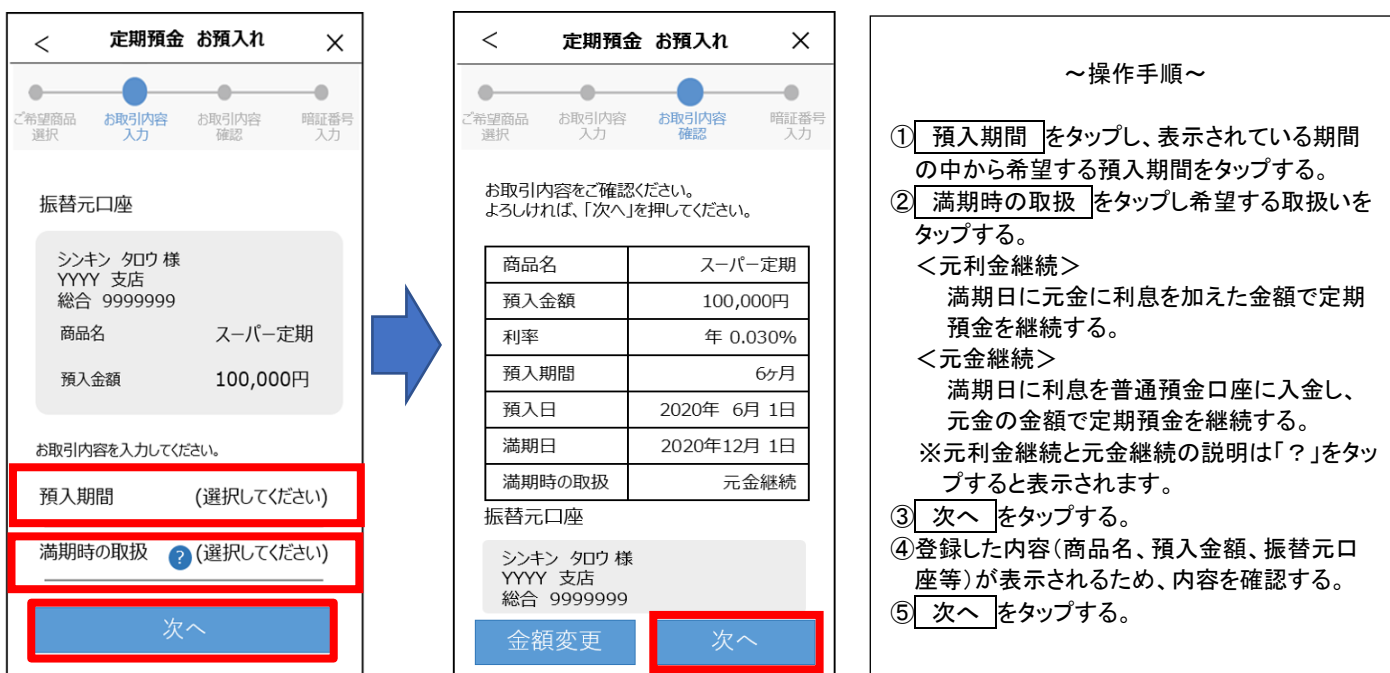 < 定期預金 お預入れ ×
ご希望商品選択 お取引内容入力 お取引内容確認 暗証番号入力
振替元口座
シンキン タロウ 様
YYYY 支店
総合 9999999
商品名 スーパー定期
預入金額 100,000円
お取引内容を入力してください。
預入期間 (選択してください)
満期時の取扱 ? (選択してください)
次へ
< 定期預金 お預入れ ×
ご希望商品選択 お取引内容入力 お取引内容確認 暗証番号入力
お取引内容をご確認ください。
よろしければ、「次へ」を押してください。
商品名 スーパー定期
預入金額 100,000円
利率 年 0.030%
預入期間 6ヶ月
預入日 2020年 6月 1日
満期日 2020年12月 1日
満期時の取扱 元金継続
振替元口座
シンキン タロウ 様
YYYY 支店
総合 9999999
金額変更 次へ
～操作手順～
① 預入期間 をタップし、表示されている期間
の中から希望する預入期間をタップする。
② 満期時の取扱 をタップし希望する取扱いを
タップする。
＜元利金継続＞
満期日に元金に利息を加えた金額で定期
預金を継続する。
＜元金継続＞
満期日に利息を普通預金口座に入金し、
元金の金額で定期預金を継続する。
※元利金継続と元金継続の説明は「？」をタッ
プすると表示されます。
③ 次へ をタップする。
④登録した内容（商品名、預入金額、振替元口
座等）が表示されるため、内容を確認する。
⑤ 次へ をタップする。